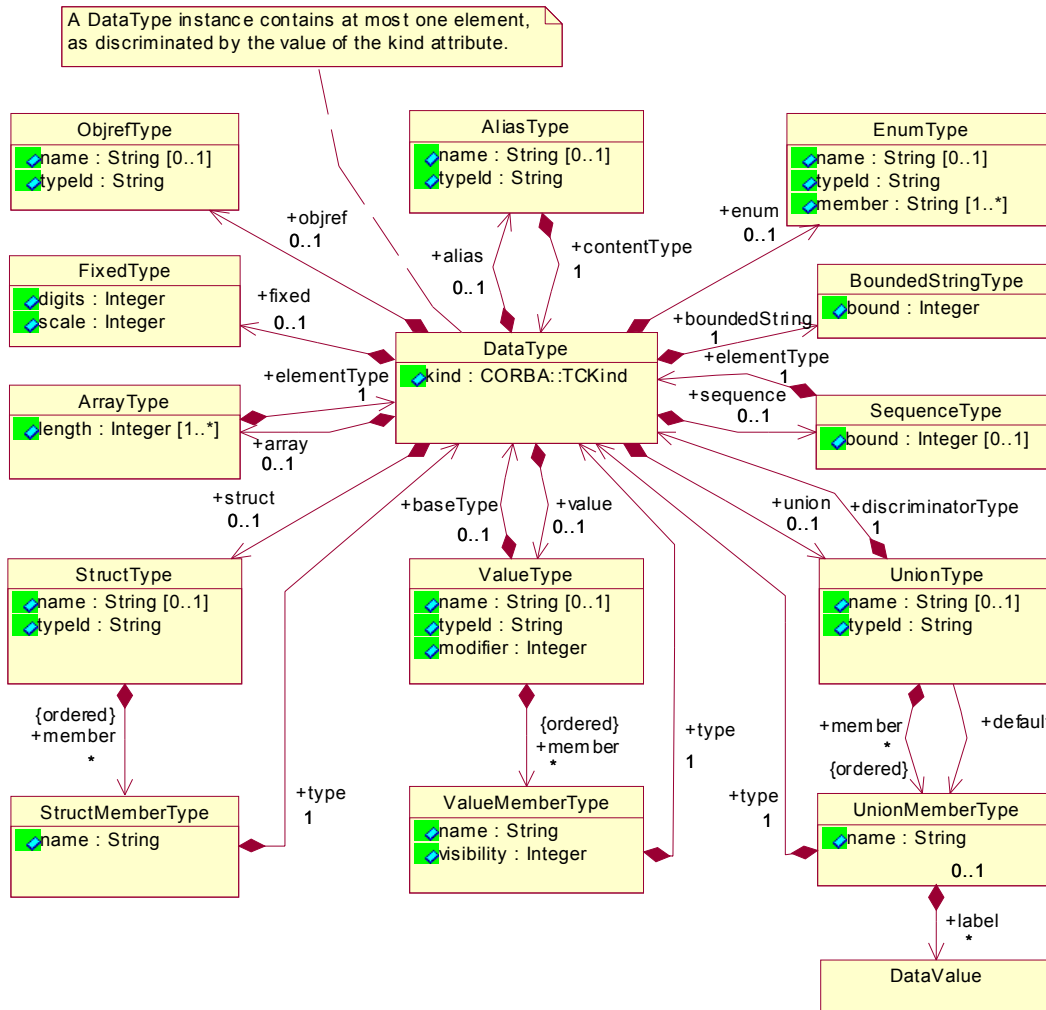 A DataType instance contains at most one element,
as discriminated by the value of the kind attribute.
ObjrefType
name : String [0..1]
typeId : String
AliasType
name : String [0..1]
typeId : String
EnumType
name : String [0..1]
typeId : String
member : String [1..*]
+objref
0..1
+alias
0..1
+contentType
1
+enum
0..1
FixedType
digits : Integer
scale : Integer
+fixed
0..1
BoundedStringType
bound : Integer
+boundedString
1
DataType
kind : CORBA::TCKind
+elementType
1
ArrayType
length : Integer [1..*]
+array
0..1
+elementType
1
+sequence
0..1
SequenceType
bound : Integer [0..1]
+struct
0..1
+baseType
0..1
+value
0..1
+union
0..1
+discriminatorType
1
StructType
name : String [0..1]
typeId : String
ValueType
name : String [0..1]
typeId : String
modifier : Integer
UnionType
name : String [0..1]
typeId : String
{ordered}
+member
*
{ordered}
+member
*
+type
1
+member
*
{ordered}
+default
+type
1
+type
1
StructMemberType
name : String
ValueMemberType
name : String
visibility : Integer
UnionMemberType
name : String
0..1
+label
*
DataValue